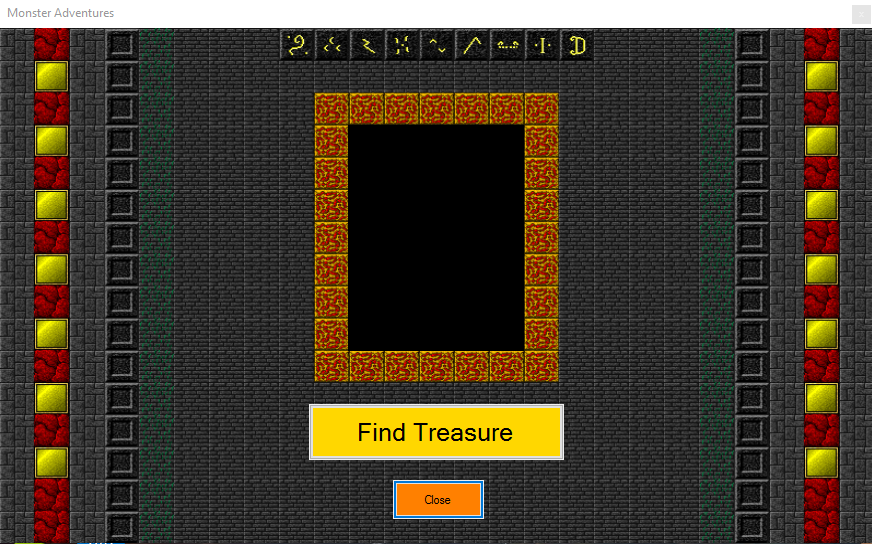 Monster Adventures
x
Find Treasure
Close